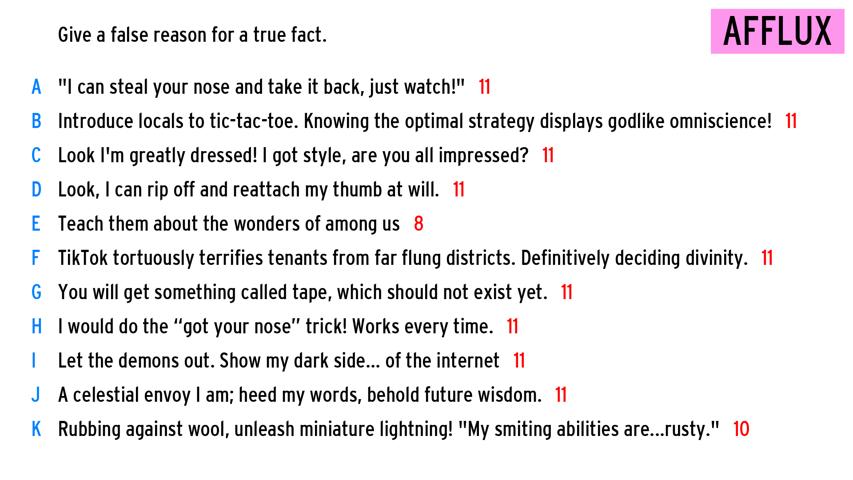 Give a false reason for a true fact.
AFFLUX
A "I can steal your nose and take it back, just watch!" 11
B Introduce locals to tic-tac-toe. Knowing the optimal strategy displays godlike omniscience! 11
C Look I'm greatly dressed! I got style, are you all impressed? 11
D Look, I can rip off and reattach my thumb at will. 11
E Teach them about the wonders of among us 8
F TikTok tortuously terrifies tenants from far flung districts. Definitively deciding divinity. 11
G You will get something called tape, which should not exist yet. 11
H I would do the “got your nose” trick! Works every time. 11
I Let the demons out. Show my dark side... of the internet 11
J A celestial envoy I am; heed my words, behold future wisdom. 11
K Rubbing against wool, unleash miniature lightning! "My smiting abilities are...rusty." 10